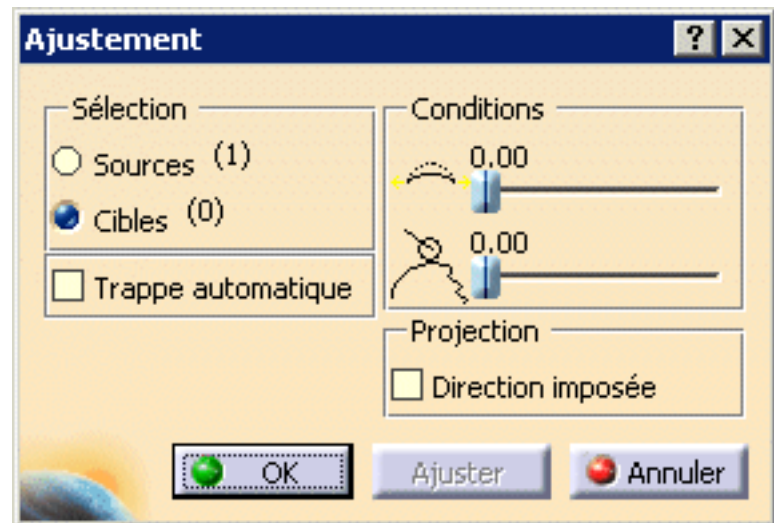 Ajustement
Sélection
Sources (1)
Cibles (0)
Trappe automatique
Conditions
0.00
0.00
Projection
Direction imposée
OK
Ajuster
Annuler